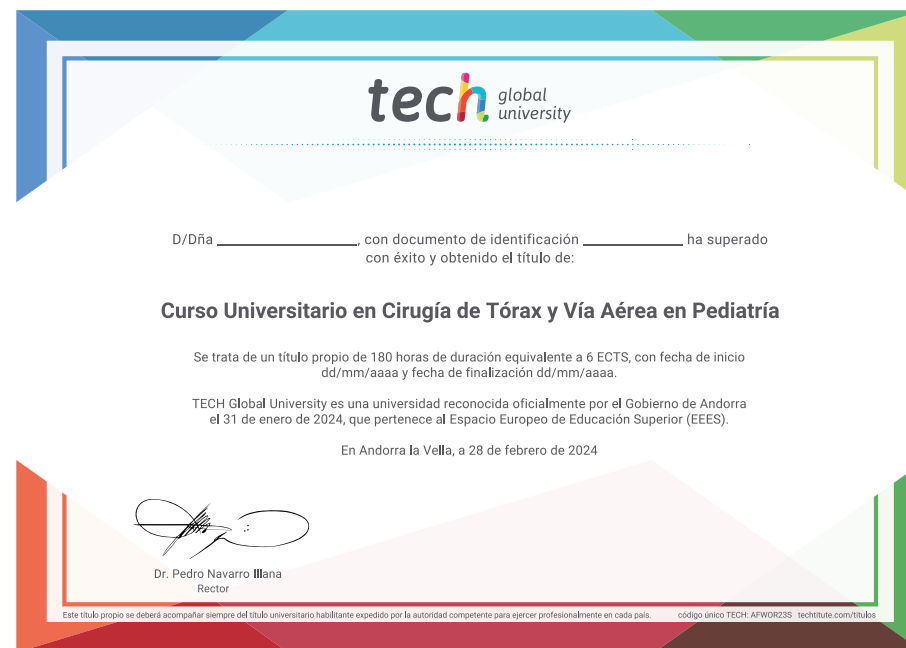 tech global university
D/Dña ____________________, con documento de identificación ______________ ha superado
con éxito y obtenido el título de:
Curso Universitario en Cirugía de Tórax y Vía Aérea en Pediatría
Se trata de un título propio de 180 horas de duración equivalente a 6 ECTS, con fecha de inicio
dd/mm/aaaa y fecha de finalización dd/mm/aaaa.
TECH Global University es una universidad reconocida oficialmente por el Gobierno de Andorra
el 31 de enero de 2024, que pertenece al Espacio Europeo de Educación Superior (EEES).
En Andorra la Vella, a 28 de febrero de 2024
Dr. Pedro Navarro Illana
Rector
Este título propio se deberá acompañar siempre del título universitario habilitante expedido por la autoridad competente para ejercer profesionalmente en cada país. código único TECH: AFWOR23S techtitute.com/titulos